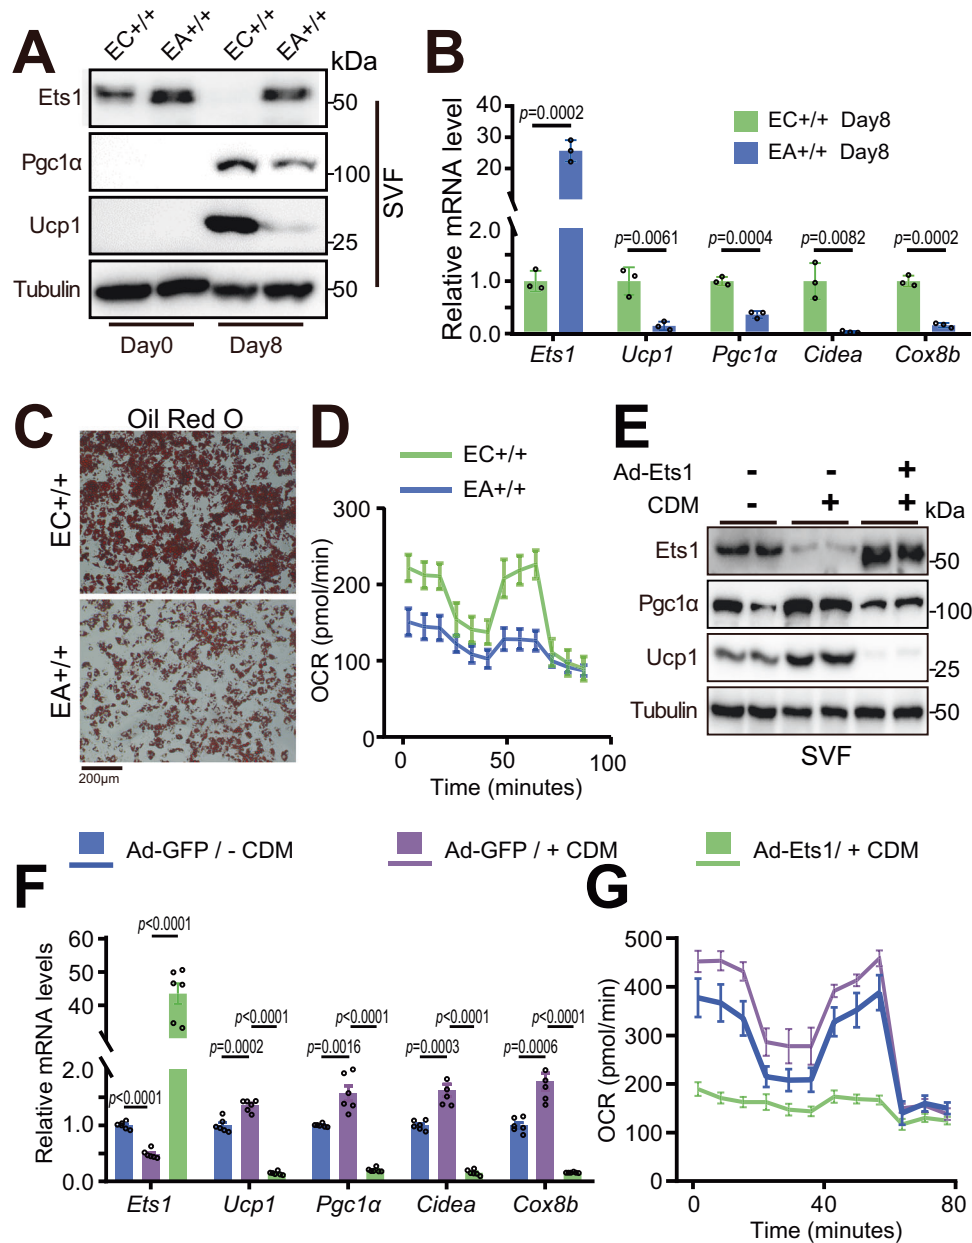 A
EC+/+ EA+/+ EC+/+ EA+/+
kDa
Ets1
-50
Pgc1α
-100
Ucp1
-25
Tubulin
-50
SVF
Day0 Day8
B
Relative mRNA level
40
30
20
2.0
1.0
0.0
EC+/+ Day8
EA+/+ Day8
p=0.0002
p=0.0061 p=0.0004 p=0.0082 p=0.0002
Ets1 Ucp1 Pgc1α Cidea Cox8b
C
Oil Red O
EC+/+
EA+/+
200μm
D
EC+/+
EA+/+
OCR (pmol/min)
300
200
100
0
0 50 100
Time (minutes)
E
Ad-Ets1 - - +
CDM - + +
kDa
Ets1
-50
Pgc1α
-100
Ucp1
-25
Tubulin
-50
SVF
Ad-GFP / - CDM
Ad-GFP / + CDM
Ad-Ets1/ + CDM
F
Relative mRNA levels
60
50
40
2.0
1.0
0.0
p<0.0001
p<0.0001
p<0.0001 p<0.0001 p<0.0001 p<0.0001
p=0.0002 p=0.0016 p=0.0003 p=0.0006
Ets1 Ucp1 Pgc1α Cidea Cox8b
G
OCR (pmol/min)
500
400
300
200
100
0
0 40 80
Time (minutes)